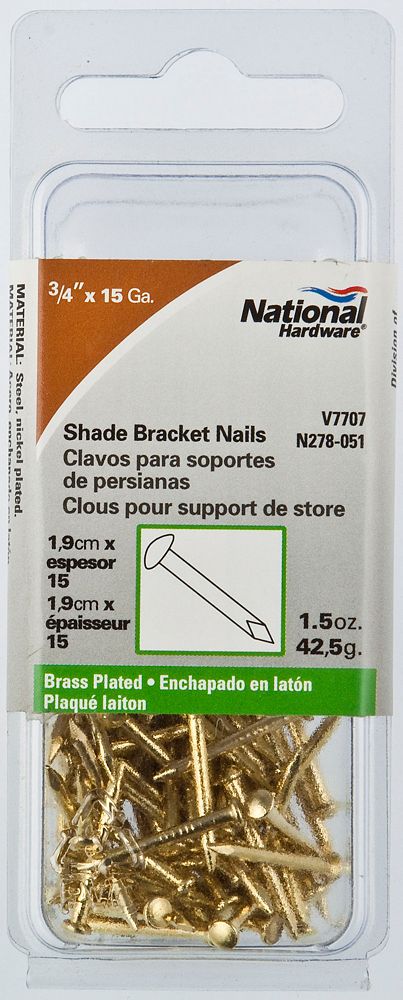 3/4" x 15 Ga.
National
Hardware®
V7707
N278-051
Shade Bracket Nails
Clavos para soportes
de persianas
Clous pour support de store
1,9cm x
espesor
15
1,9cm x
épaisseur
15
1.5oz.
42,5g.
Brass Plated • Enchapado en latón
Plaqué laiton
MATERIAL: Steel, nickel plated.
Division of